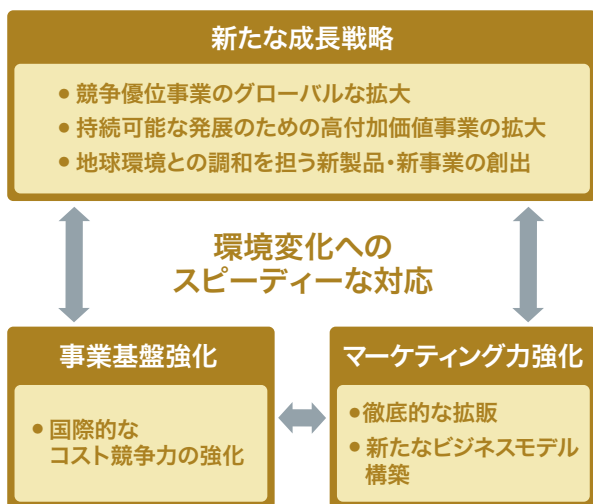 新たな成長戦略
● 競争優位事業のグローバルな拡大
● 持続可能な発展のための高付加価値事業の拡大
● 地球環境との調和を担う新製品・新事業の創出
環境変化への
スピーディーな対応
事業基盤強化
● 国際的な
コスト競争力の強化
マーケティング力強化
●徹底的な拡販
● 新たなビジネスモデル
構築